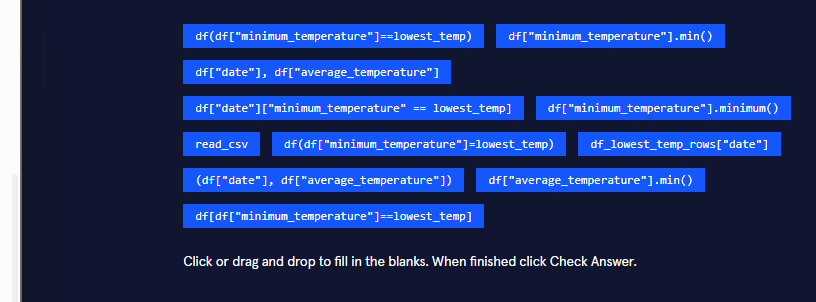 df(df["minimum_temperature"]==lowest_temp) df["minimum_temperature"].min()
df["date"], df["average_temperature"]
df["date"]["minimum_temperature" == lowest_temp] df["minimum_temperature"].minimum()
read_csv df(df["minimum_temperature"]=lowest_temp) df_lowest_temp_rows["date"]
(df["date"], df["average_temperature"]) df["average_temperature"].min()
df[df["minimum_temperature"]==lowest_temp]
Click or drag and drop to fill in the blanks. When finished click Check Answer.